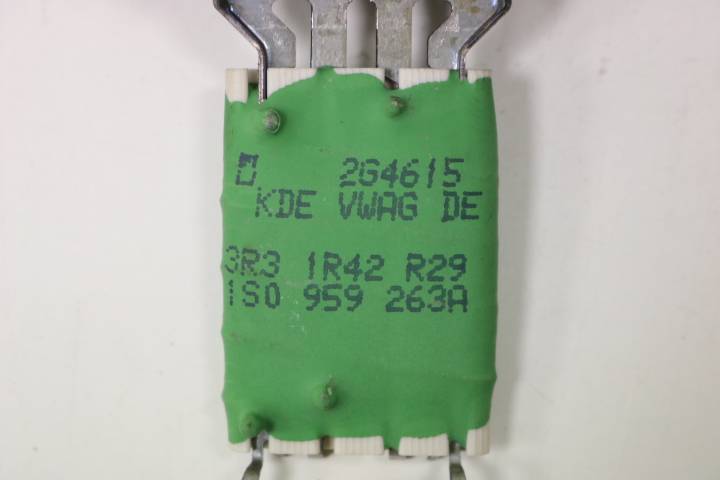 2G4615
KDE VWAG DE
3R3 1R42 R29
1S0 959 263A